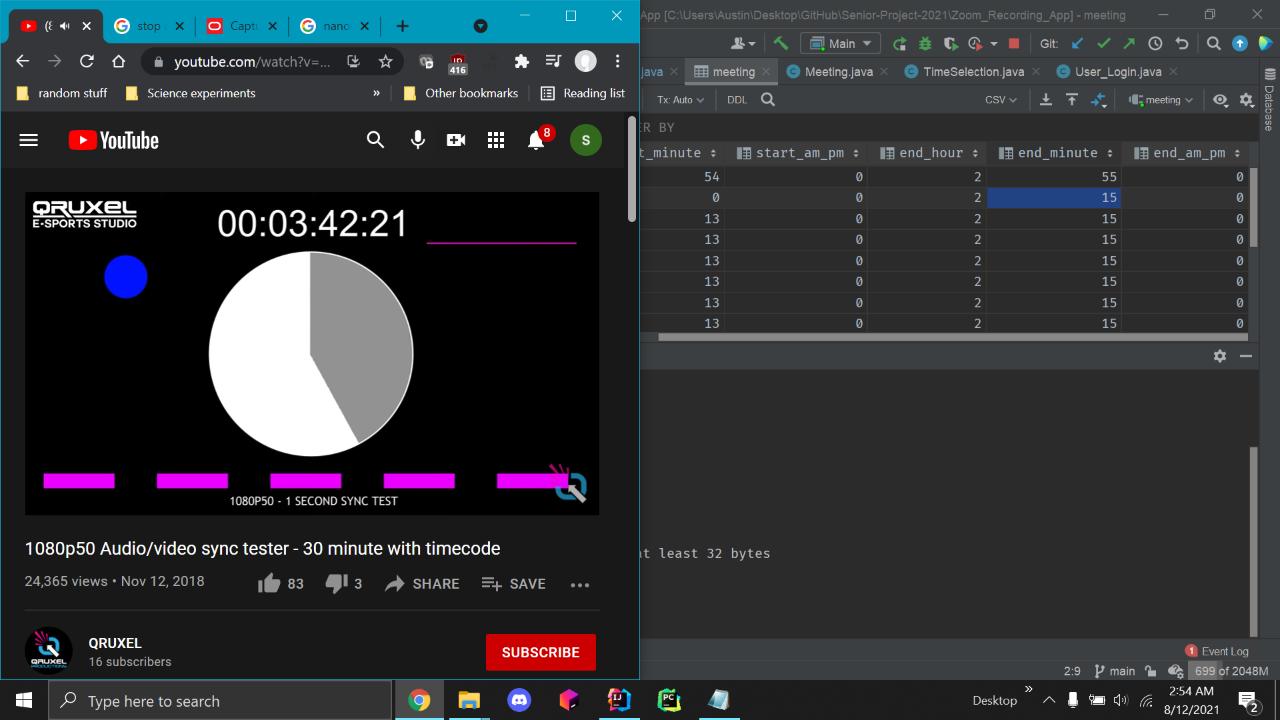 stop
Capt
nano
youtube.com/watch?v=...
416
random stuff
Science experiments
»
Other bookmarks
Reading list
YouTube
8
S
QRUXEL
E-SPORTS STUDIO
00:03:42:21
1080P50 - 1 SECOND SYNC TEST
1080p50 Audio/video sync tester - 30 minute with timecode
24,365 views • Nov 12, 2018
83
3
SHARE
SAVE
QRUXEL
PRODUCTIONS
QRUXEL
16 subscribers
SUBSCRIBE
App [C:\Users\Austin\Desktop\GitHub\Senior-Project-2021\Zoom_Recording_App] - meeting
Main
Git:
java
meeting
Meeting.java
TimeSelection.java
User_Login.java
Database
Tx: Auto
DDL
CSV
meeting
ER BY
t_minute start_am_pm end_hour end_minute end_am_pm
54 0 2 55 0
0 0 2 15 0
13 0 2 15 0
13 0 2 15 0
13 0 2 15 0
13 0 2 15 0
13 0 2 15 0
13 0 2 15 0
at least 32 bytes
1 Event Log
2:9 main 699 of 2048M
Type here to search
Desktop
»
2:54 AM
8/12/2021
2